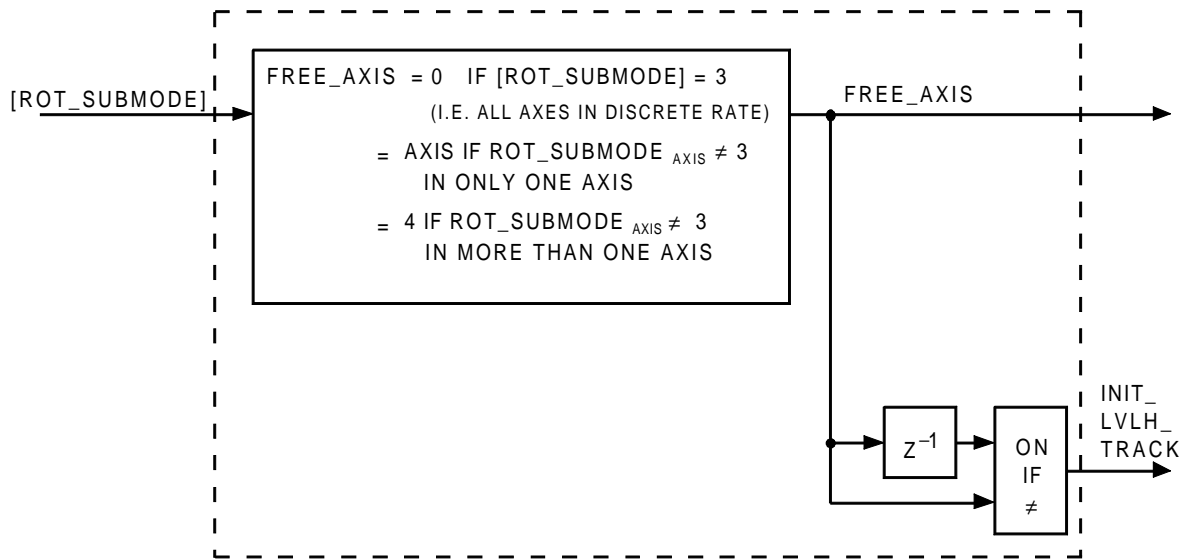 [ROT_SUBMODE]
FREE_AXIS = 0 IF [ROT_SUBMODE] = 3
(I.E. ALL AXES IN DISCRETE RATE)
= AXIS IF ROT_SUBMODE AXIS ≠ 3
IN ONLY ONE AXIS
= 4 IF ROT_SUBMODE AXIS ≠ 3
IN MORE THAN ONE AXIS
FREE_AXIS
Z–1
ON
IF
≠
INIT_
LVLH_
TRACK